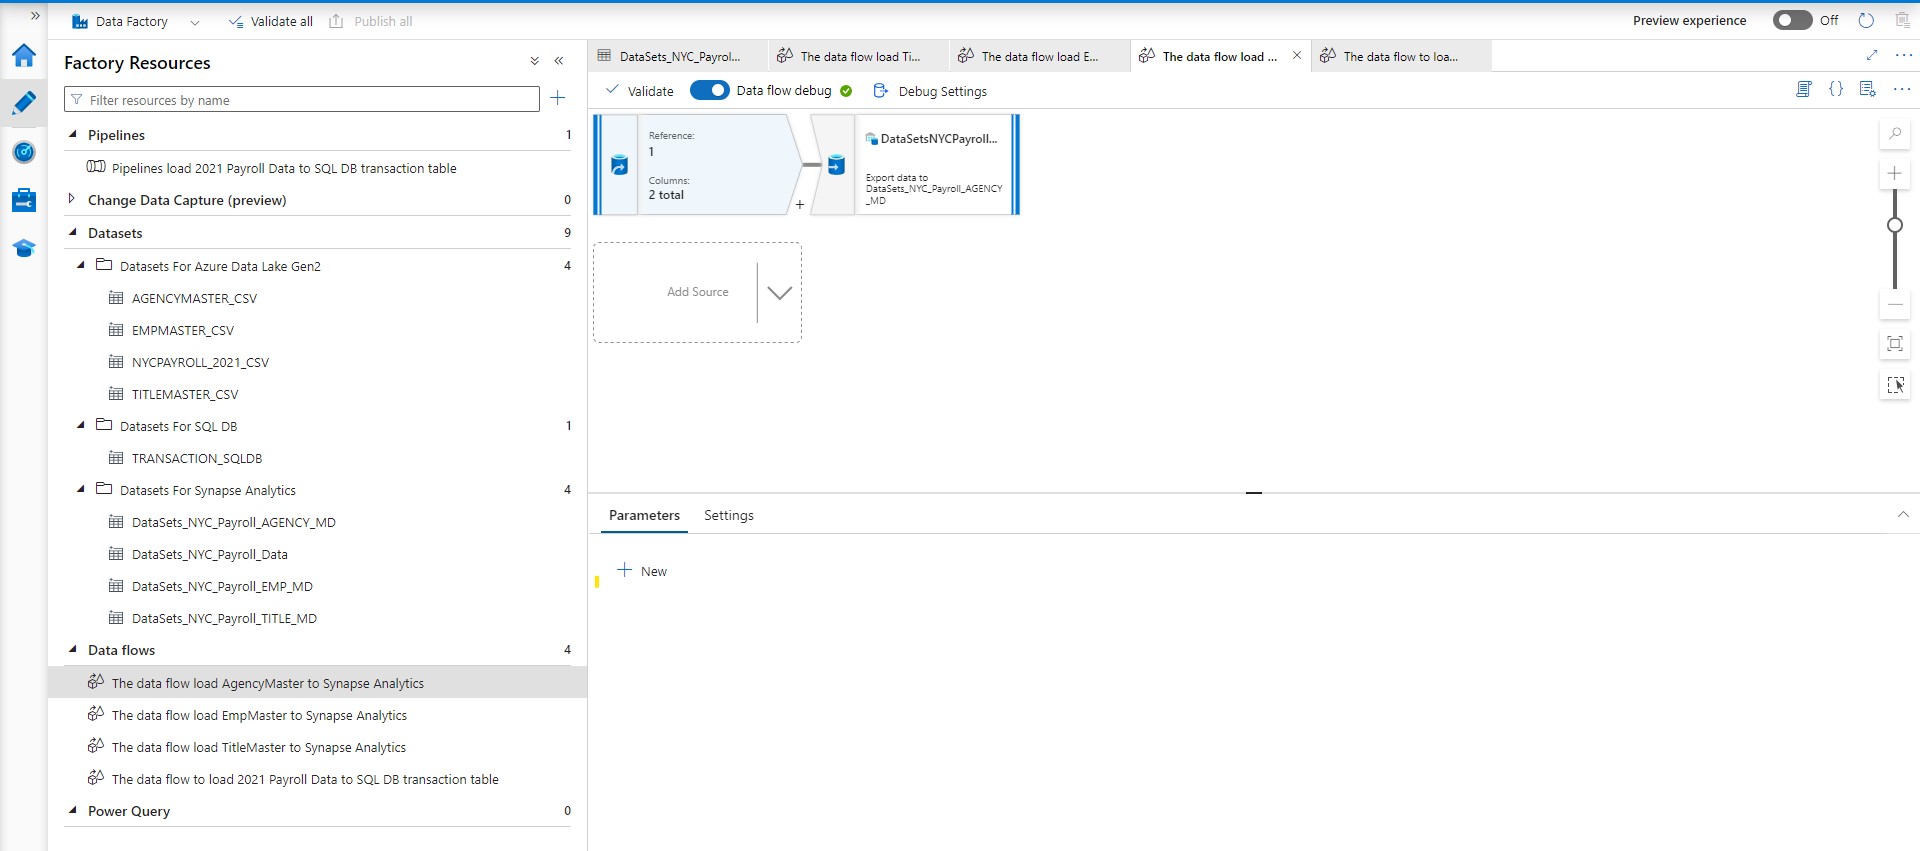 Data Factory
Validate all
Publish all
Preview experience
Off
Factory Resources
Filter resources by name
Pipelines 1
Pipelines load 2021 Payroll Data to SQL DB transaction table
Change Data Capture (preview) 0
Datasets 9
Datasets For Azure Data Lake Gen2 4
AGENCYMASTER_CSV
EMPMASTER_CSV
NYCPAYROLL_2021_CSV
TITLEMASTER_CSV
Datasets For SQL DB 1
TRANSACTION_SQLDB
Datasets For Synapse Analytics 4
DataSets_NYC_Payroll_AGENCY_MD
DataSets_NYC_Payroll_Data
DataSets_NYC_Payroll_EMP_MD
DataSets_NYC_Payroll_TITLE_MD
Data flows 4
The data flow load AgencyMaster to Synapse Analytics
The data flow load EmpMaster to Synapse Analytics
The data flow load TitleMaster to Synapse Analytics
The data flow to load 2021 Payroll Data to SQL DB transaction table
Power Query 0
DataSets_NYC_Payrol...
The data flow load Ti...
The data flow load E...
The data flow load ...
The data flow to loa...
Validate
Data flow debug
Debug Settings
Reference:
1
Columns:
2 total
+
DataSetsNYCPayroll...
Export data to
DataSets_NYC_Payroll_AGENCY
_MD
Add Source
Parameters
Settings
New